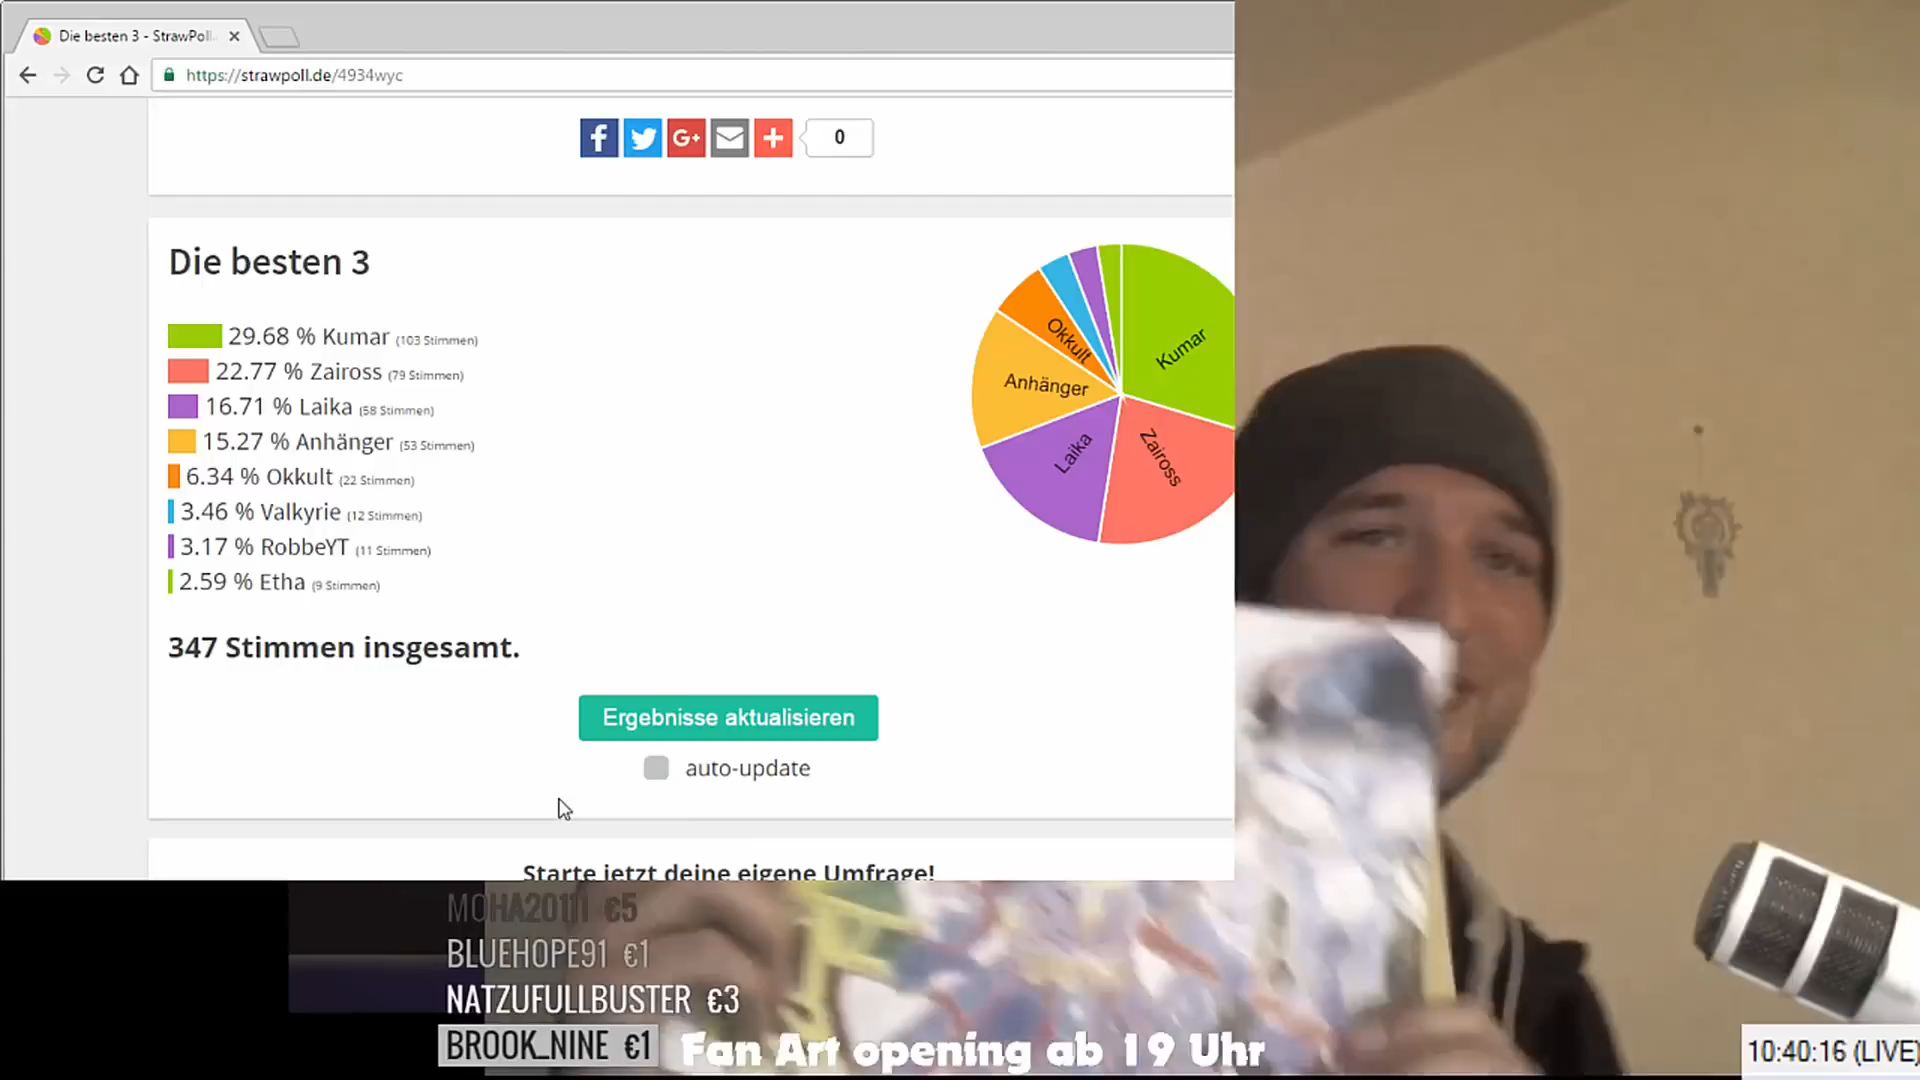 Die besten 3 - StrawPoll
https://strawpoll.de/4934wyc
0
Die besten 3
29.68 % Kumar (103 Stimmen)
22.77 % Zaiross (79 Stimmen)
16.71 % Laika (58 Stimmen)
15.27 % Anhänger (53 Stimmen)
6.34 % Okkult (22 Stimmen)
3.46 % Valkyrie (12 Stimmen)
3.17 % RobbeYT (11 Stimmen)
2.59 % Etha (9 Stimmen)
Kumar
Zaiross
Laika
Anhänger
Okkult
347 Stimmen insgesamt.
Ergebnisse aktualisieren
auto-update
Starte jetzt deine eigene Umfrage!
€5
BLUEHOPE91 €1
NATZUFULLBUSTER €3
BROOK_NINE €1
Fan Art opening ab 19 Uhr
10:40:16 (LIVE)